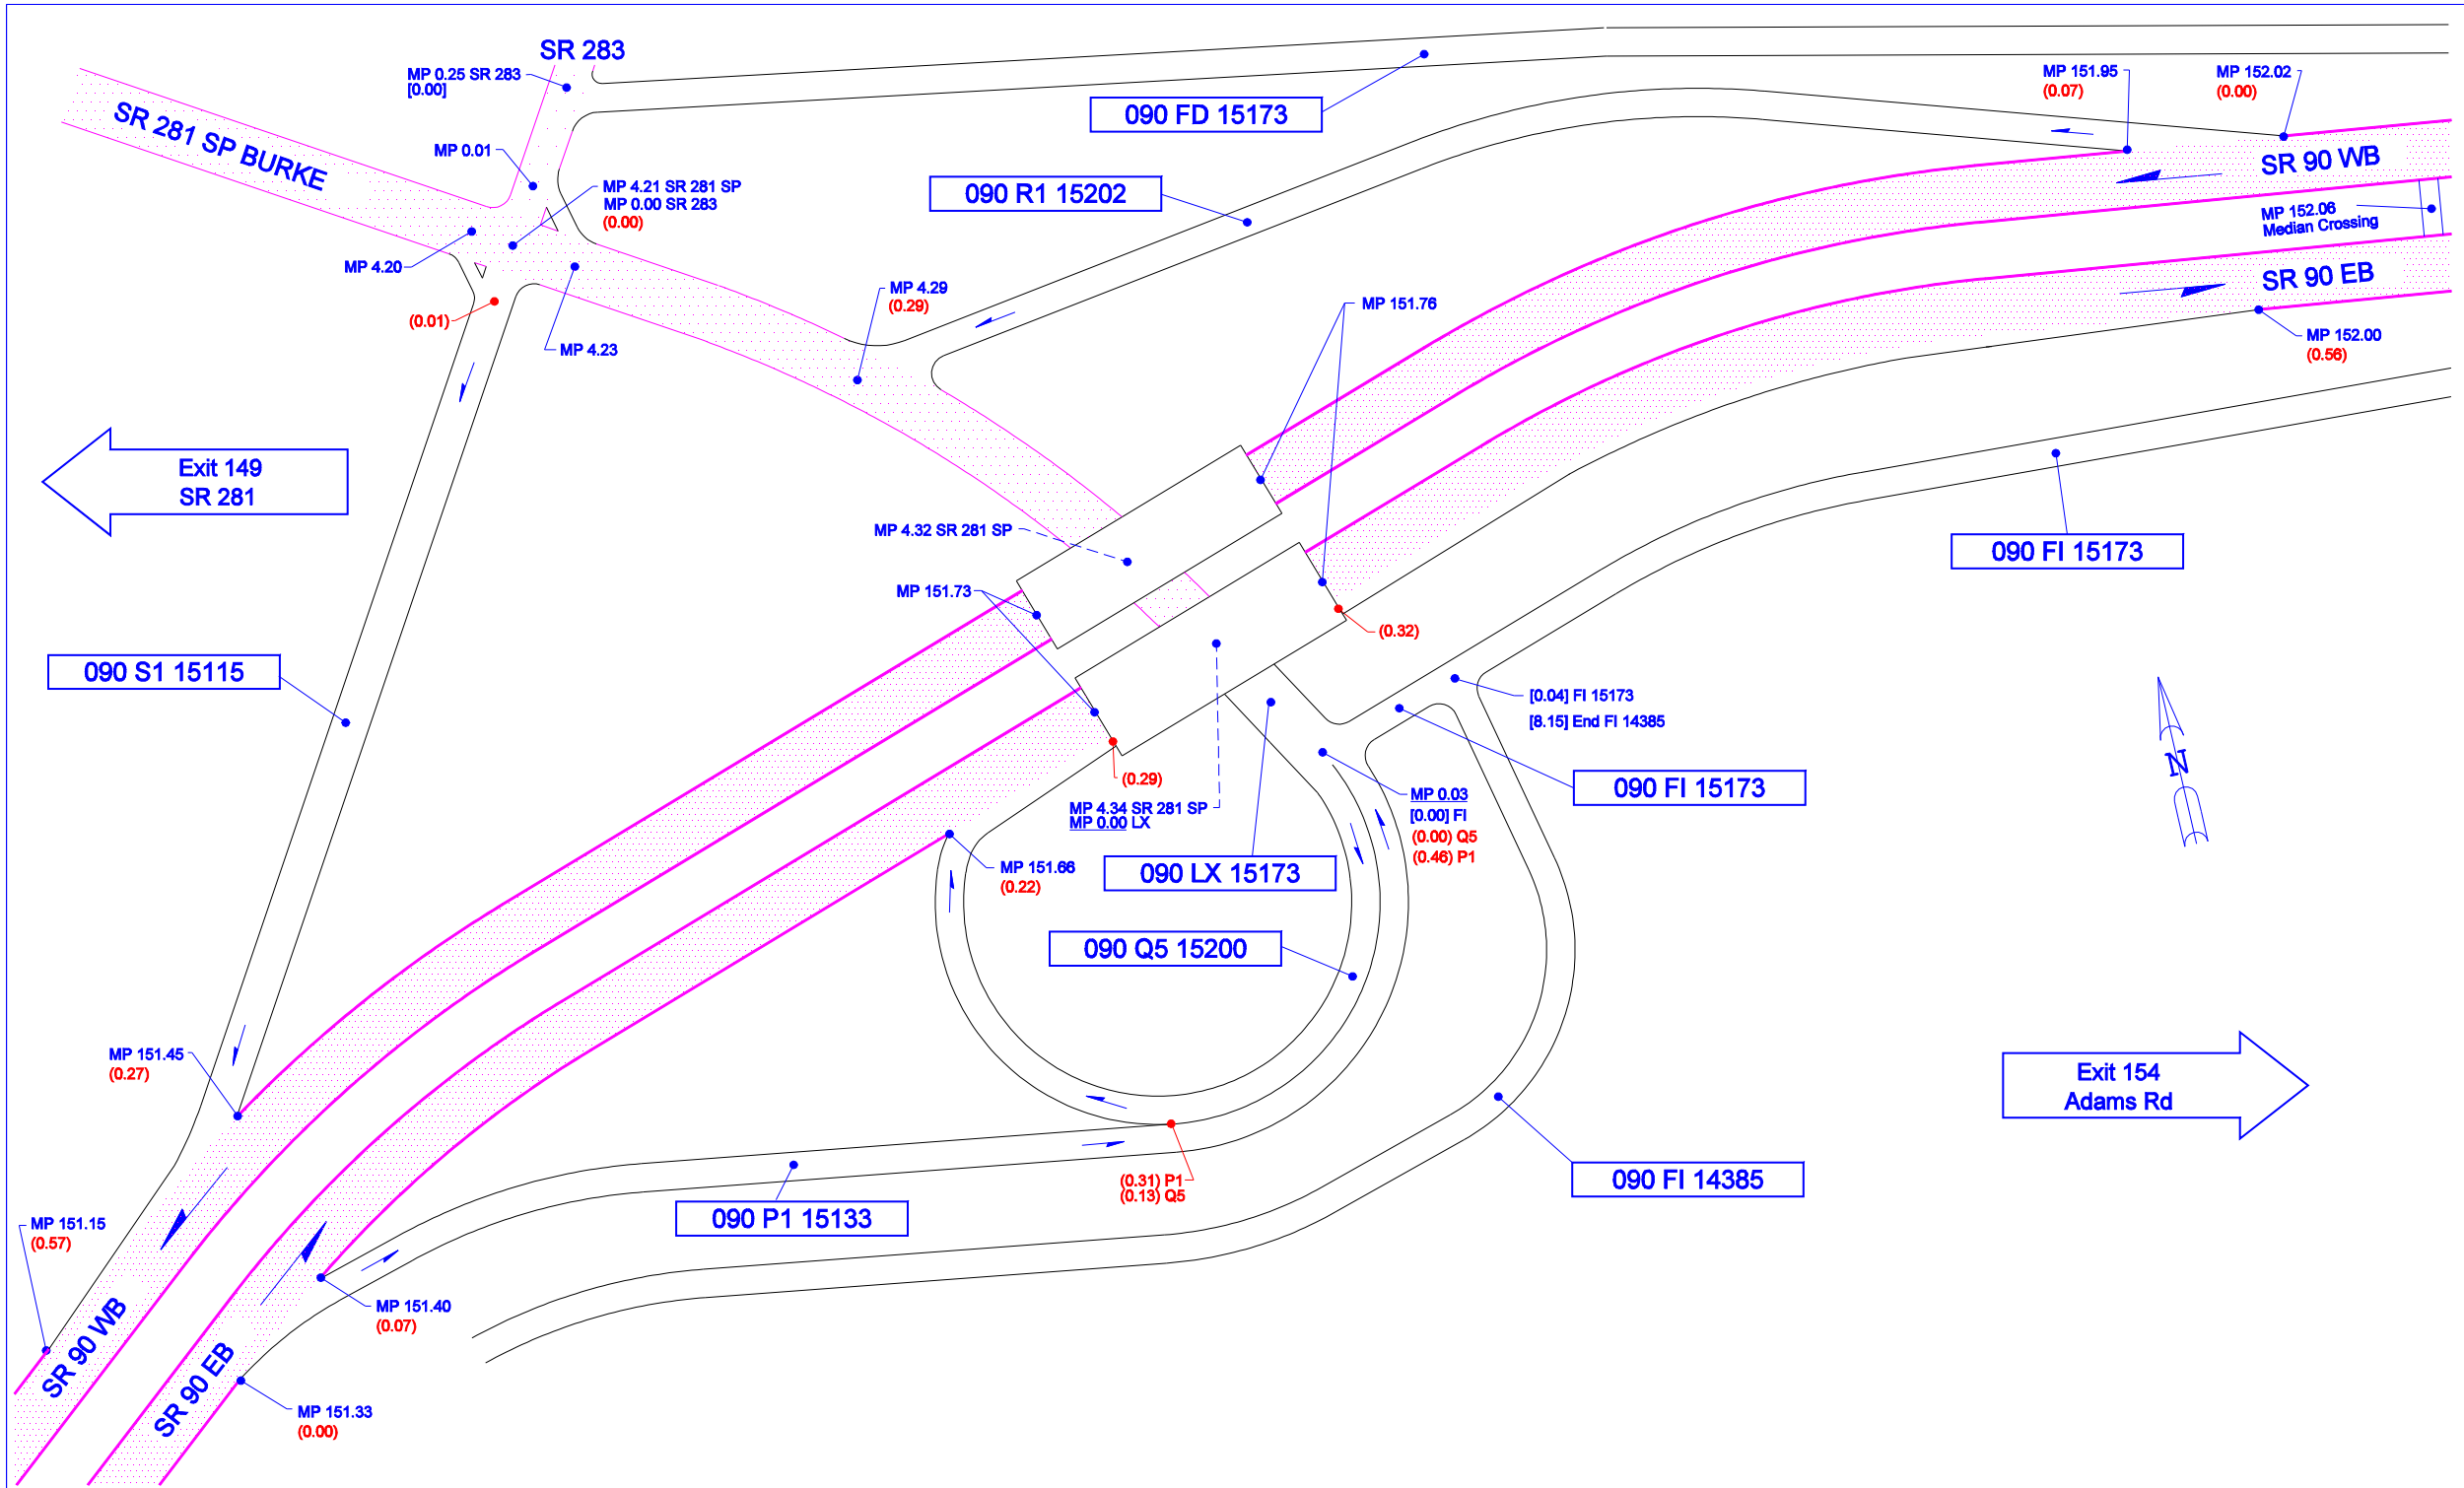 SR 283
MP 0.25 SR 283
[0.00]
SR 281 SP BURKE
MP 0.01
MP 4.21 SR 281 SP
MP 0.00 SR 283
(0.00)
MP 4.20
(0.01)
MP 4.23
MP 4.29
(0.29)
090 FD 15173
090 R1 15202
MP 151.95
(0.07)
MP 152.02
(0.00)
SR 90 WB
MP 152.06
Median Crossing
SR 90 EB
MP 152.00
(0.56)
MP 151.76
Exit 149
SR 281
MP 4.32 SR 281 SP
MP 151.73
090 FI 15173
(0.32)
090 S1 15115
[0.04] FI 15173
[8.15] End FI 14385
N
(0.29)
MP 4.34 SR 281 SP
MP 0.00 LX
MP 0.03
[0.00] FI
(0.00) Q5
(0.46) P1
090 FI 15173
MP 151.66
(0.22)
090 LX 15173
090 Q5 15200
MP 151.45
(0.27)
Exit 154
Adams Rd
(0.31) P1
(0.13) Q5
090 FI 14385
090 P1 15133
MP 151.15
(0.57)
MP 151.40
(0.07)
SR 90 WB
SR 90 EB
MP 151.33
(0.00)